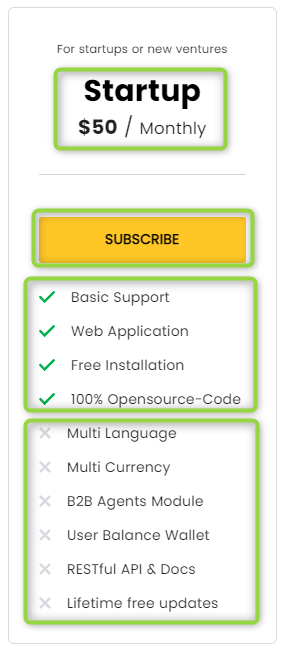 For startups or new ventures
Startup
$50 / Monthly
SUBSCRIBE
Basic Support
Web Application
Free Installation
100% Opensource-Code
Multi Language
Multi Currency
B2B Agents Module
User Balance Wallet
RESTful API & Docs
Lifetime free updates